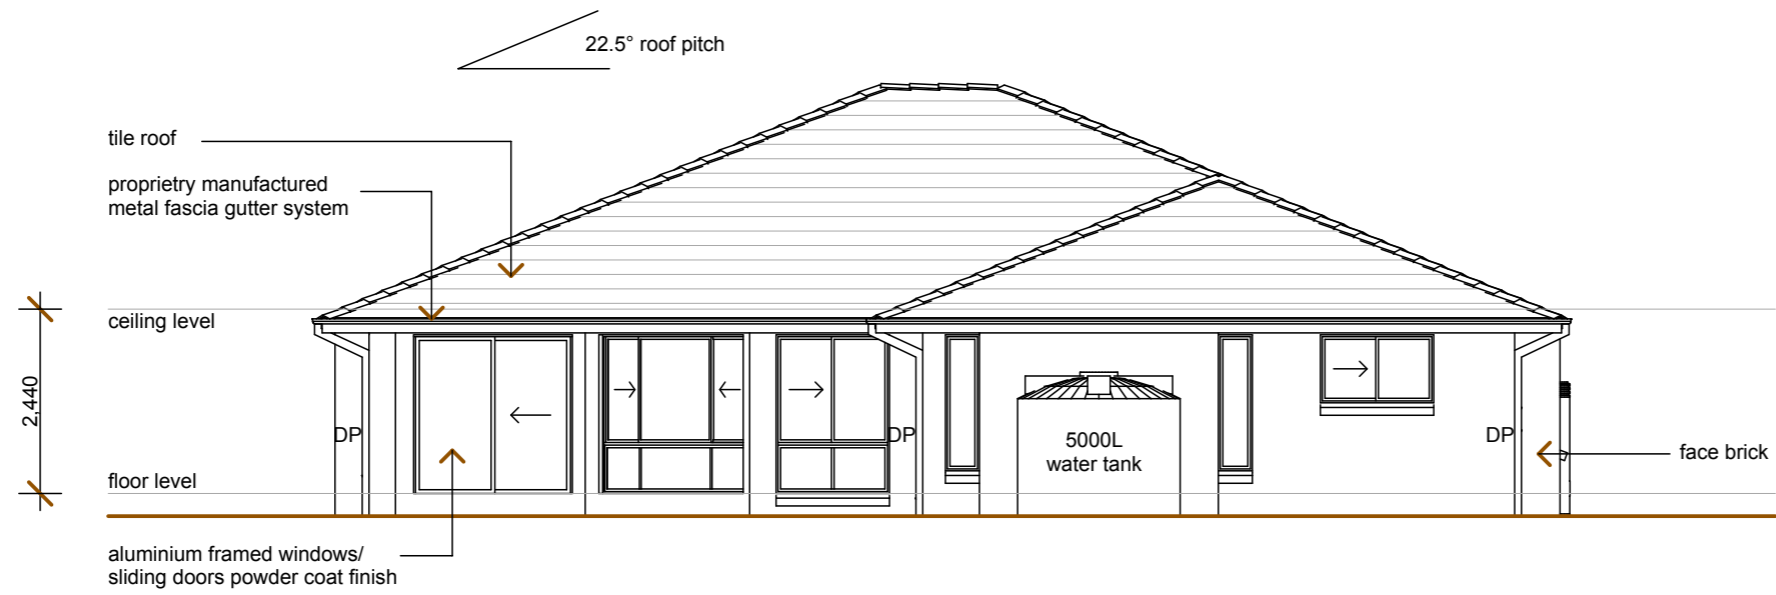 22.5° roof pitch
tile roof
proprietry manufactured
metal fascia gutter system
ceiling level
2,440
DP
DP
DP
5000L
water tank
face brick
floor level
aluminium framed windows/
sliding doors powder coat finish